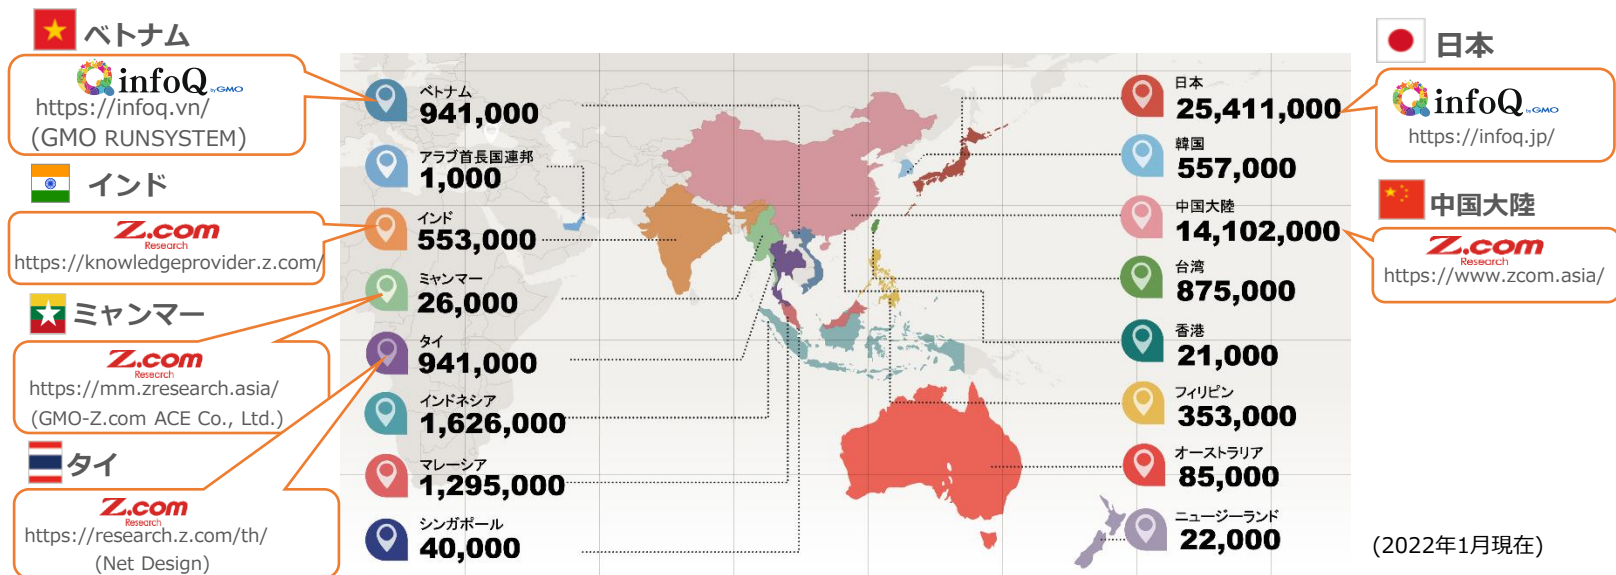 ベトナム
infoQ by GMO
https://infoq.vn/
(GMO RUNSYSTEM)
インド
Z.com
Research
https://knowledgeprovider.z.com/
ミャンマー
Z.com
Research
https://mm.zresearch.asia/
(GMO-Z.com ACE Co., Ltd.)
タイ
Z.com
Research
https://research.z.com/th/
(Net Design)
ベトナム
941,000
アラブ首長国連邦
1,000
インド
553,000
ミャンマー
26,000
タイ
941,000
インドネシア
1,626,000
マレーシア
1,295,000
シンガポール
40,000
日本
25,411,000
韓国
557,000
中国大陸
14,102,000
台湾
875,000
香港
21,000
フィリピン
353,000
オーストラリア
85,000
ニュージーランド
22,000
日本
infoQ by GMO
https://infoq.jp/
中国大陸
Z.com
Research
https://www.zcom.asia/
(2022年1月現在)